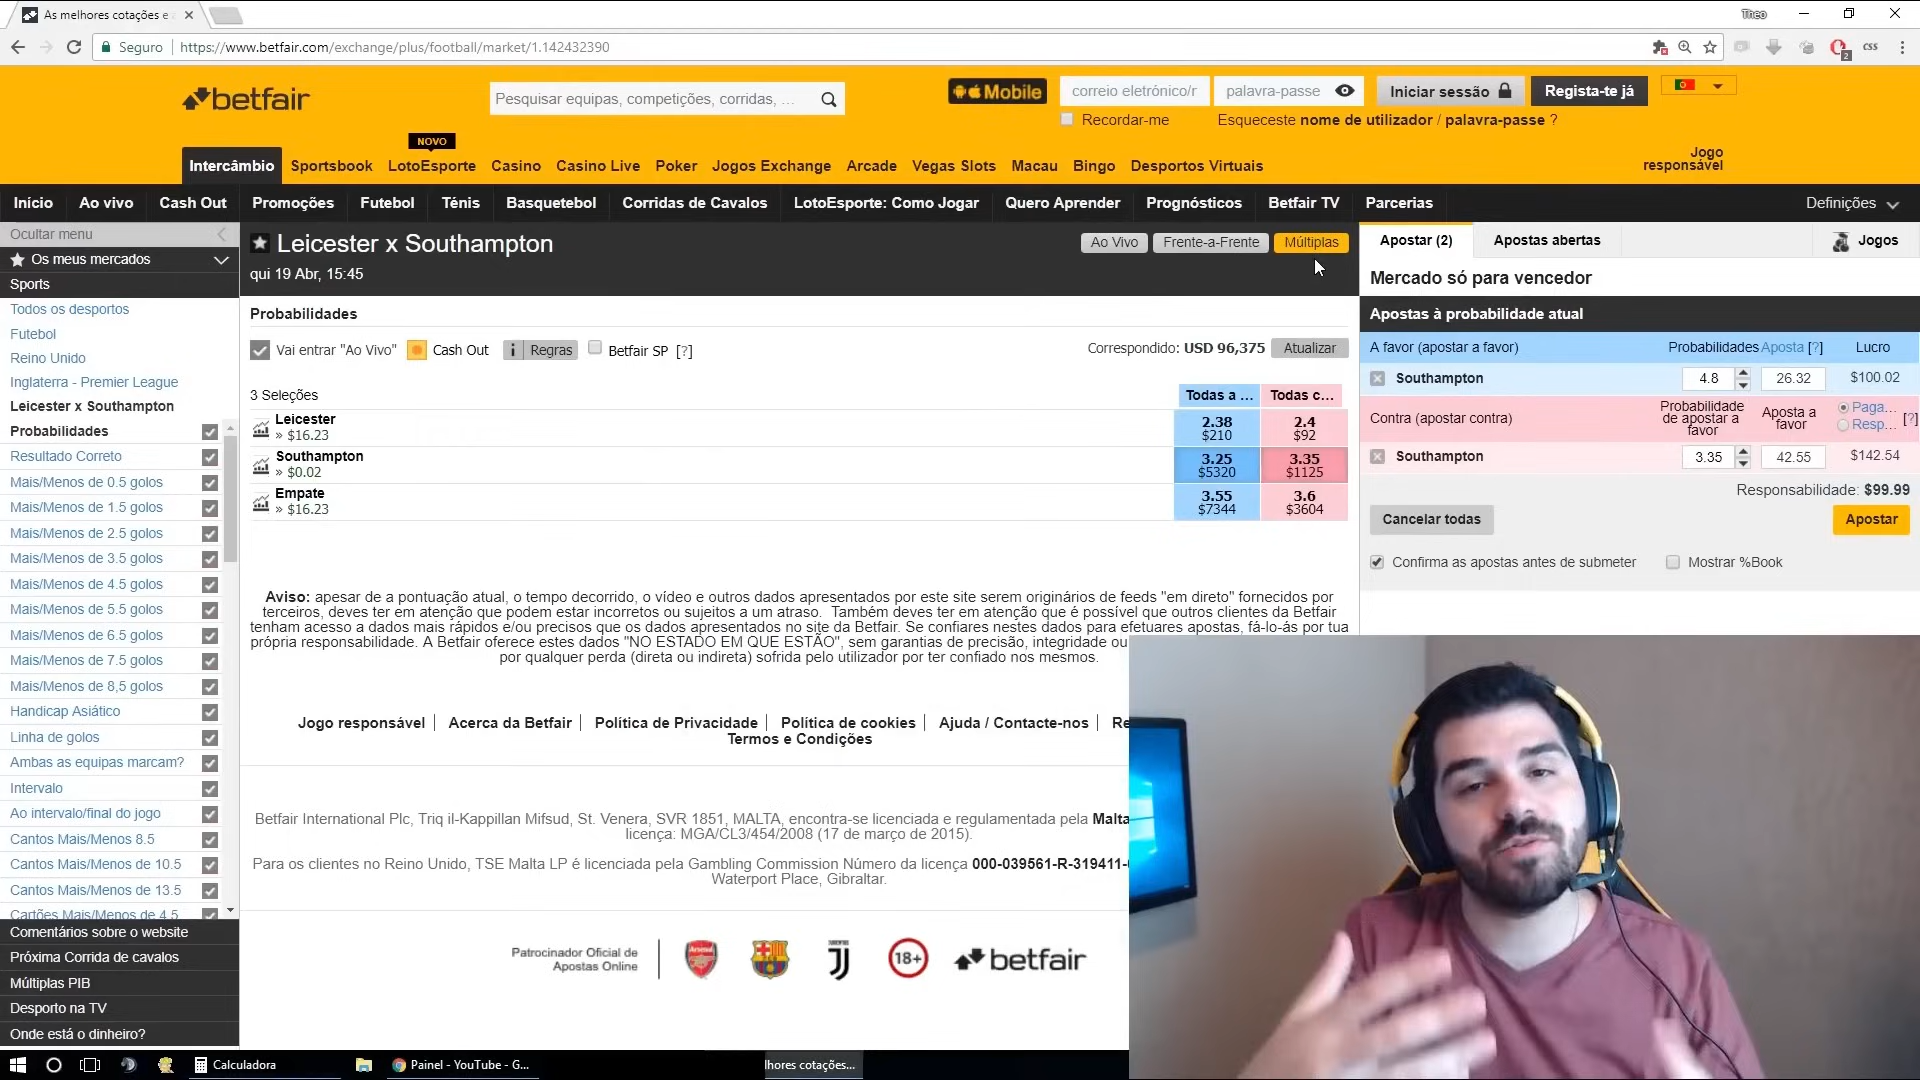 As melhores cotações e
Theo
Seguro
https://www.betfair.com/exchange/plus/football/market/1.142432390
css
2
betfair
Pesquisar equipas, competições, corridas, ...
Mobile
correio eletrónico/r
palavra-passe
Iniciar sessão
Regista-te já
Recordar-me
Esqueceste nome de utilizador / palavra-passe ?
NOVO
Intercâmbio
Sportsbook
LotoEsporte
Casino
Casino Live
Poker
Jogos Exchange
Arcade
Vegas Slots
Macau
Bingo
Desportos Virtuais
Jogo
responsável
Início
Ao vivo
Cash Out
Promoções
Futebol
Ténis
Basquetebol
Corridas de Cavalos
LotoEsporte: Como Jogar
Quero Aprender
Prognósticos
Betfair TV
Parcerias
Definições
Ocultar menu
Os meus mercados
Sports
Todos os desportos
Futebol
Reino Unido
Inglaterra - Premier League
Leicester x Southampton
Probabilidades
Resultado Correto
Mais/Menos de 0.5 golos
Mais/Menos de 1.5 golos
Mais/Menos de 2.5 golos
Mais/Menos de 3.5 golos
Mais/Menos de 4.5 golos
Mais/Menos de 5.5 golos
Mais/Menos de 6.5 golos
Mais/Menos de 7.5 golos
Mais/Menos de 8,5 golos
Handicap Asiático
Linha de golos
Ambas as equipas marcam?
Intervalo
Ao intervalo/final do jogo
Cantos Mais/Menos 8.5
Cantos Mais/Menos de 10.5
Cantos Mais/Menos de 13.5
Cartões Mais/Menos de 4.5
Comentários sobre o website
Próxima Corrida de cavalos
Múltiplas PIB
Desporto na TV
Onde está o dinheiro?
Leicester x Southampton
qui 19 Abr, 15:45
Ao Vivo
Frente-a-Frente
Múltiplas
Probabilidades
Vai entrar "Ao Vivo"
Cash Out
i Regras
Betfair SP [?]
Correspondido: USD 96,375
Atualizar
3 Seleções
Todas a ...
Todas c...
Leicester
» $16.23
2.38
$210
2.4
$92
Southampton
» $0.02
3.25
$5320
3.35
$1125
Empate
» $16.23
3.55
$7344
3.6
$3604
Aviso: apesar de a pontuação atual, o tempo decorrido, o vídeo e outros dados apresentados por este site serem originários de feeds "em direto" fornecidos por
terceiros, deves ter em atenção que podem estar incorretos ou sujeitos a um atraso. Também deves ter em atenção que é possível que outros clientes da Betfair
tenham acesso a dados mais rápidos e/ou precisos que os dados apresentados no site da Betfair. Se confiares nestes dados para efetuares apostas, fá-lo-ás por tua
própria responsabilidade. A Betfair oferece estes dados "NO ESTADO EM QUE ESTÃO", sem garantias de precisão, integridade ou
por qualquer perda (direta ou indireta) sofrida pelo utilizador por ter confiado nos mesmos.
Jogo responsável
Acerca da Betfair
Política de Privacidade
Política de cookies
Ajuda / Contacte-nos
Re
Termos e Condições
Betfair International Plc, Triq il-Kappillan Mifsud, St. Venera, SVR 1851, MALTA, encontra-se licenciada e regulamentada pela Malta
licença: MGA/CL3/454/2008 (17 de março de 2015).
Para os clientes no Reino Unido, TSE Malta LP é licenciada pela Gambling Commission Número da licença 000-039561-R-319411-
Waterport Place, Gibraltar.
Patrocinador Oficial de
Apostas Online
Arsenal
JUVENTUS
18+
betfair
Apostar (2)
Apostas abertas
Jogos
Mercado só para vencedor
Apostas à probabilidade atual
A favor (apostar a favor)
Probabilidades
Aposta [?]
Lucro
Southampton
4.8
26.32
$100.02
Contra (apostar contra)
Probabilidade
de apostar a
favor
Aposta a
favor
Paga...
Resp...
[?]
Southampton
3.35
42.55
$142.54
Responsabilidade: $99.99
Cancelar todas
Apostar
Confirma as apostas antes de submeter
Mostrar %Book
Calculadora
Painel - YouTube - G...
lhores cotações...